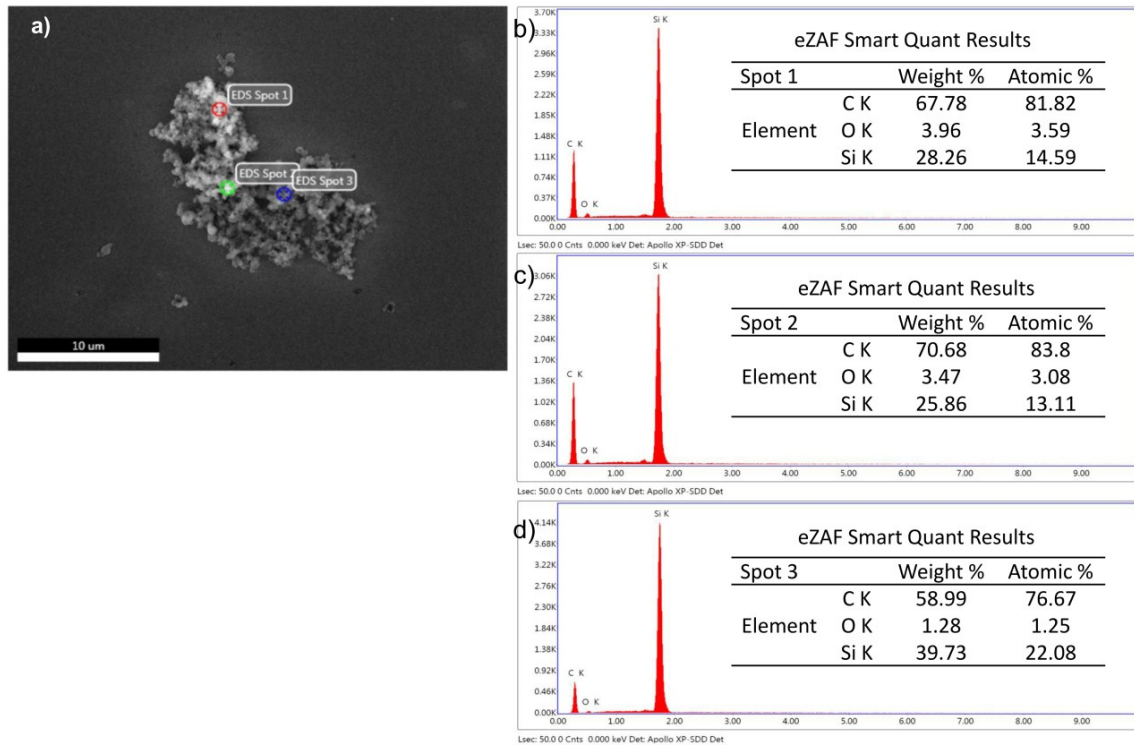 a)
EDS Spot 1
EDS Spot 2
EDS Spot 3
10 um
b)
3.70K
3.33K
2.96K
2.59K
2.22K
1.85K
1.48K
1.11K
0.74K
0.37K
0.00K
Si K
C K
O K
0.00 1.00 2.00 3.00 4.00 5.00 6.00 7.00 8.00 9.00
Lsec: 50.0 0 Cnts 0.000 keV Det: Apollo XP-SDD Det
eZAF Smart Quant Results
Spot 1 Weight % Atomic %
C K 67.78 81.82
Element O K 3.96 3.59
Si K 28.26 14.59
c)
3.06K
2.72K
2.38K
2.04K
1.70K
1.36K
1.02K
0.68K
0.34K
0.00K
Si K
C K
O K
0.00 1.00 2.00 3.00 4.00 5.00 6.00 7.00 8.00 9.00
Lsec: 50.0 0 Cnts 0.000 keV Det: Apollo XP-SDD Det
eZAF Smart Quant Results
Spot 2 Weight % Atomic %
C K 70.68 83.8
Element O K 3.47 3.08
Si K 25.86 13.11
d)
4.14K
3.68K
3.22K
2.76K
2.30K
1.84K
1.38K
0.92K
0.46K
0.00K
Si K
C K
O K
0.00 1.00 2.00 3.00 4.00 5.00 6.00 7.00 8.00 9.00
Lsec: 50.0 0 Cnts 0.000 keV Det: Apollo XP-SDD Det
eZAF Smart Quant Results
Spot 3 Weight % Atomic %
C K 58.99 76.67
Element O K 1.28 1.25
Si K 39.73 22.08